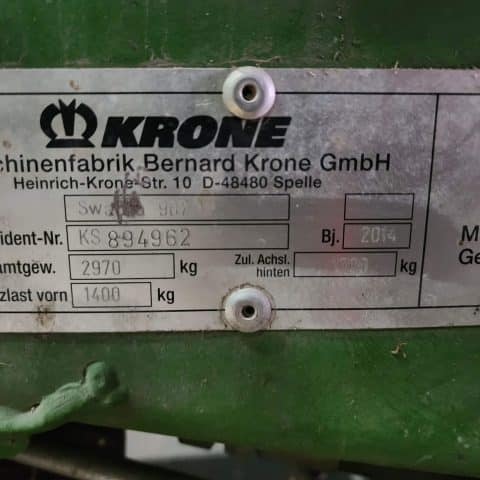 KRONE
chinenfabrik Bernard Krone GmbH
Heinrich-Krone-Str. 10 D-48480 Spelle
ident-Nr. KS 894962 Bj. 2014
amtgew. 2970 kg Zul. Achsl. hinten kg
zlast vorn 1400 kg
M
Ge